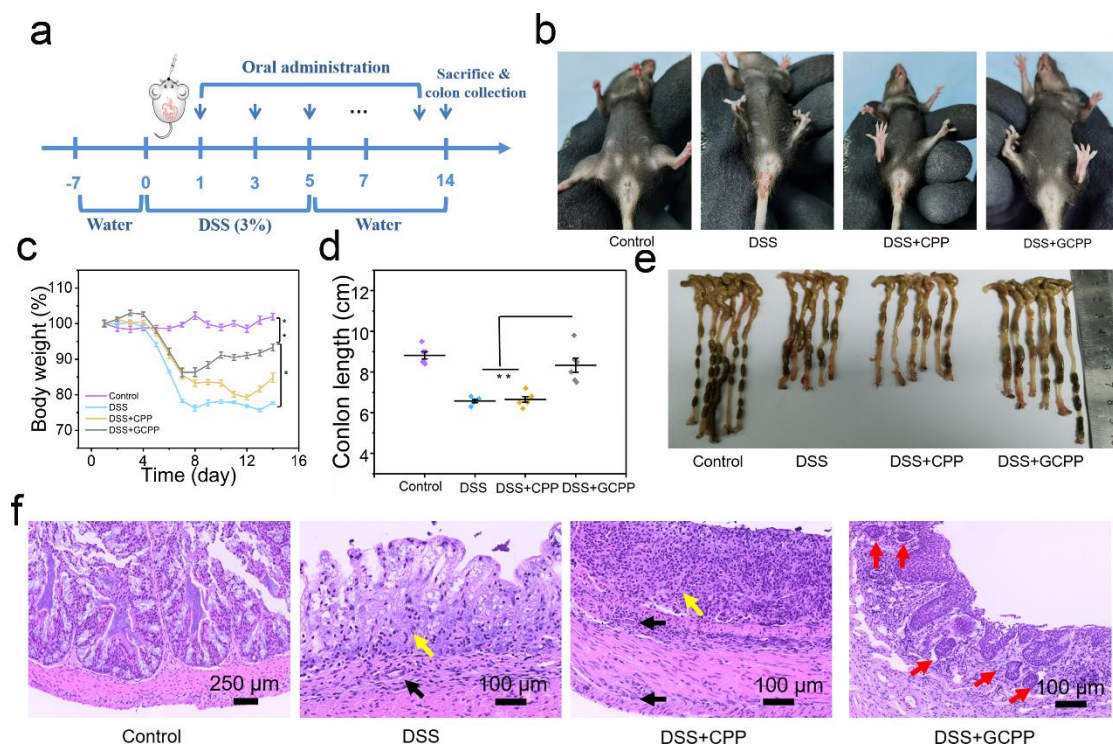 a
Oral administration
Sacrifice &
colon collection
...
-7 0 1 3 5 7 14
Water DSS (3%) Water
b
Control DSS DSS+CPP DSS+GCPP
c
Body weight (%)
110
100
90
80
70
Control
DSS
DSS+CPP
DSS+GCPP
* *
*
0 4 8 12 16
Time (day)
d
Conlon length (cm)
10
8
6
4
**
Control DSS DSS+CPP DSS+GCPP
e
Control DSS DSS+CPP DSS+GCPP
f
250 μm 100 μm 100 μm 100 μm
Control DSS DSS+CPP DSS+GCPP